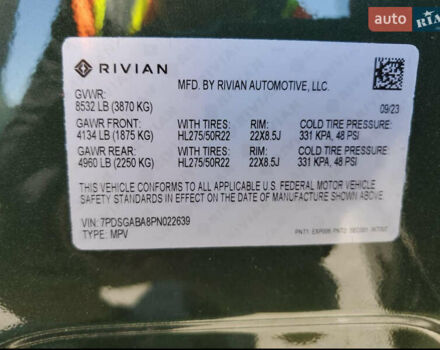 auto.ria
RIVIAN
MFD. BY RIVIAN AUTOMOTIVE, LLC.
GVWR:
8532 LB (3870 KG)
09/23
GAWR FRONT: WITH TIRES: RIM: COLD TIRE PRESSURE:
4134 LB (1875 KG) HL275/50R22 22X8.5J 331 KPA, 48 PSI
GAWR REAR: WITH TIRES: RIM: COLD TIRE PRESSURE:
4960 LB (2250 KG) HL275/50R22 22X8.5J 331 KPA, 48 PSI
THIS VEHICLE CONFORMS TO ALL APPLICABLE U.S. FEDERAL MOTOR VEHICLE
SAFETY STANDARDS IN EFFECT ON THE DATE OF MANUFACTURE SHOWN
ABOVE.
VIN: 7PDSGABA8PN022639
TYPE: MPV